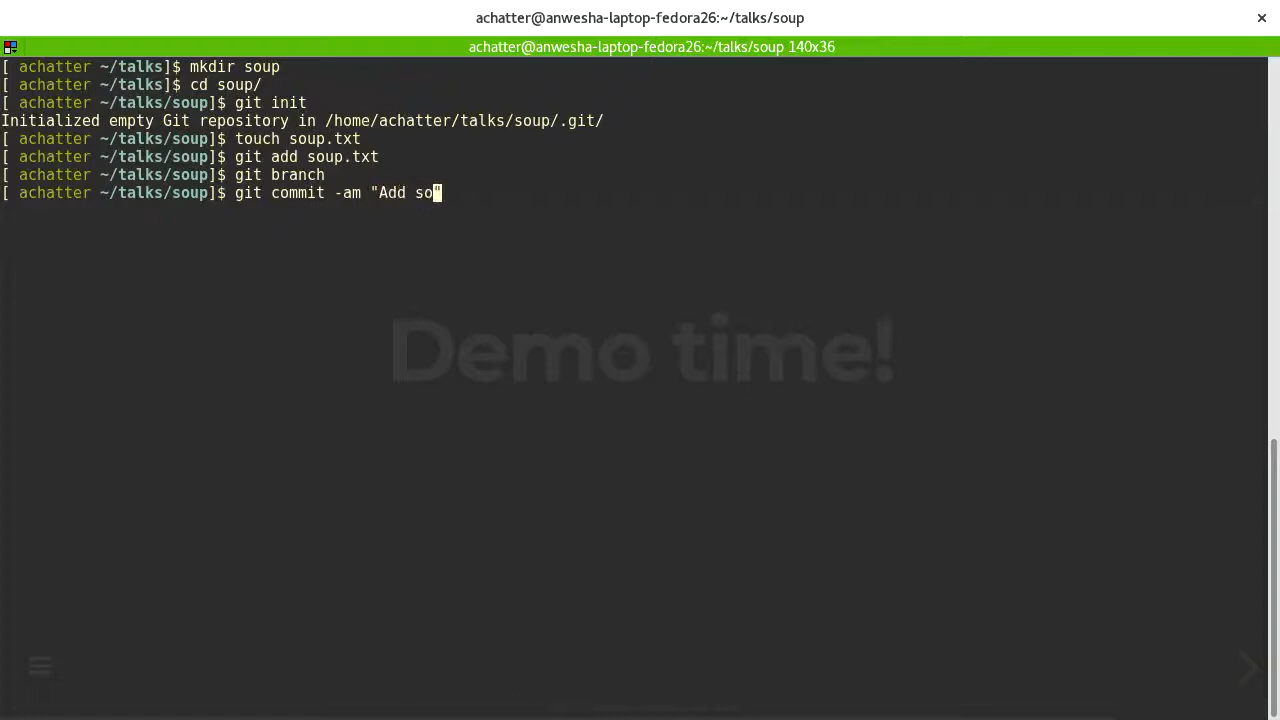 achatter@anwesha-laptop-fedora26:~/talks/soup
achatter@anwesha-laptop-fedora26:~/talks/soup 140x36
[ achatter ~/talks]$ mkdir soup
[ achatter ~/talks]$ cd soup/
[ achatter ~/talks/soup]$ git init
Initialized empty Git repository in /home/achatter/talks/soup/.git/
[ achatter ~/talks/soup]$ touch soup.txt
[ achatter ~/talks/soup]$ git add soup.txt
[ achatter ~/talks/soup]$ git branch
[ achatter ~/talks/soup]$ git commit -am "Add so"
Demo time!